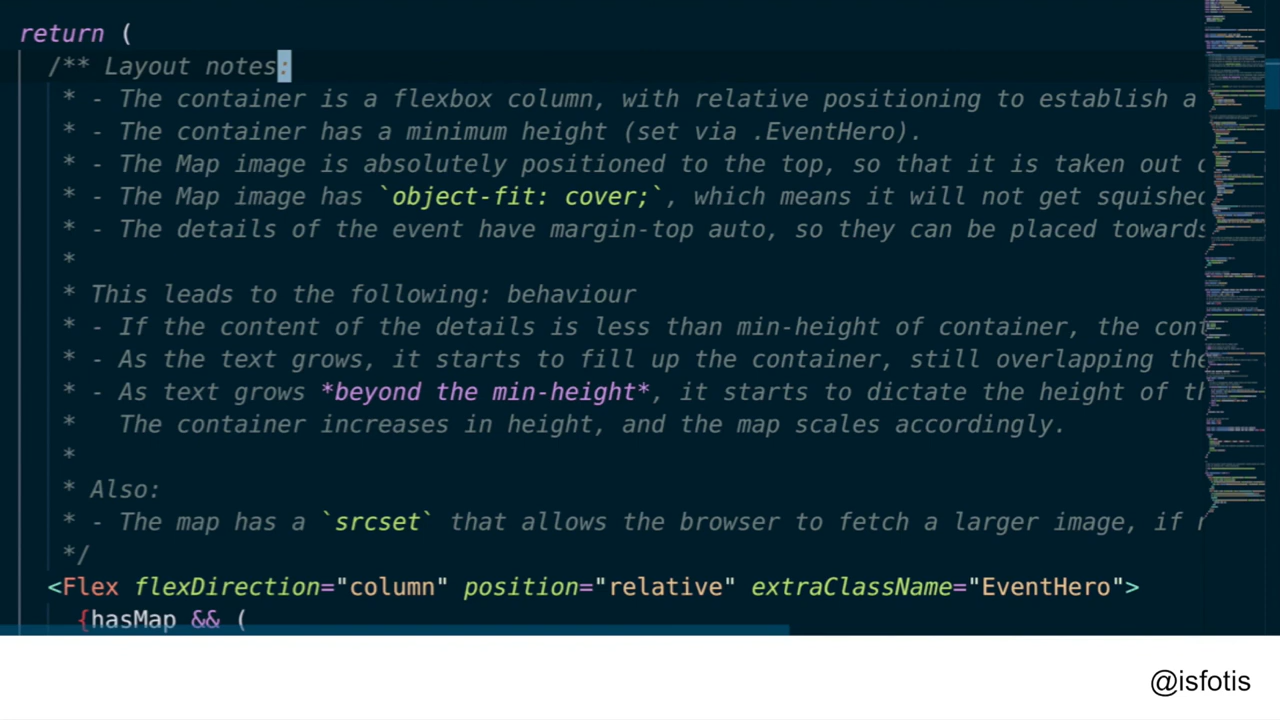 return (
/** Layout notes:
* - The container is a flexbox column, with relative positioning to establish a
* - The container has a minimum height (set via .EventHero).
* - The Map image is absolutely positioned to the top, so that it is taken out
* - The Map image has `object-fit: cover;`, which means it will not get squished
* - The details of the event have margin-top auto, so they can be placed towards
*
* This leads to the following: behaviour
* - If the content of the details is less than min-height of container, the
* - As the text grows, it starts to fill up the container, still overlapping the
* - As text grows *beyond the min-height*, it starts to dictate the height of
* The container increases in height, and the map scales accordingly.
*
* Also:
* - The map has a `srcset` that allows the browser to fetch a larger image, if
*/
<Flex flexDirection="column" position="relative" extraClassName="EventHero">
{hasMap && (
@isfotis